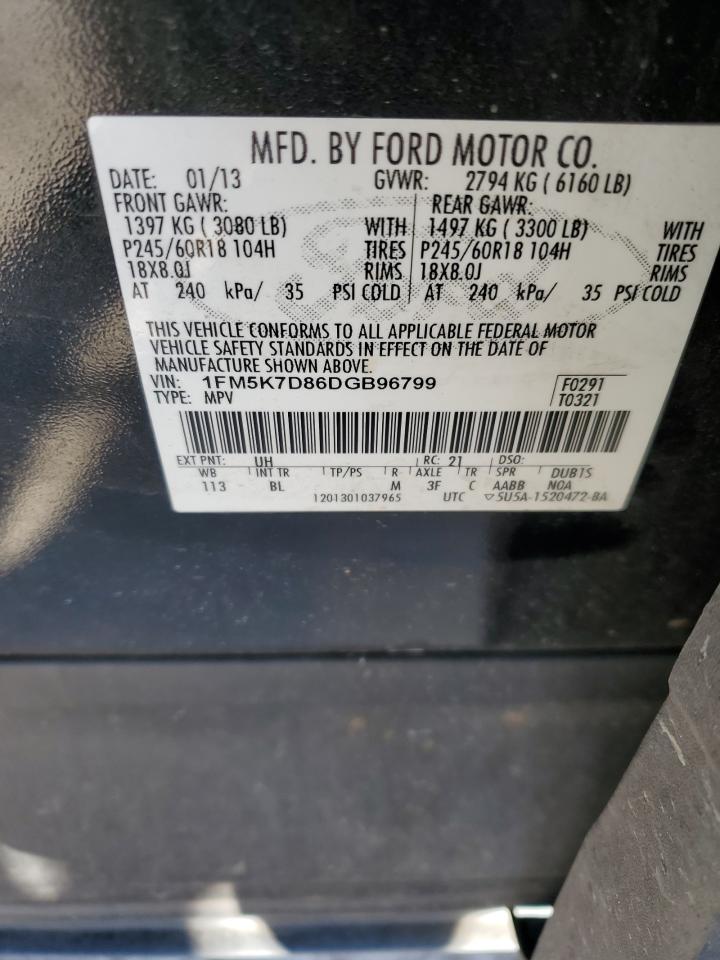 MFD. BY FORD MOTOR CO.
DATE: 01/13 GVWR: 2794 KG ( 6160 LB)
FRONT GAWR: REAR GAWR:
1397 KG ( 3080 LB) WITH 1497 KG ( 3300 LB) WITH
P245/60R18 104H TIRES P245/60R18 104H TIRES
18X8.0J RIMS 18X8.0J RIMS
AT 240 kPa/ 35 PSI COLD AT 240 kPa/ 35 PSI COLD
THIS VEHICLE CONFORMS TO ALL APPLICABLE FEDERAL MOTOR
VEHICLE SAFETY STANDARDS IN EFFECT ON THE DATE OF
MANUFACTURE SHOWN ABOVE.
VIN: 1FM5K7D86DGB96799 F0291
TYPE: MPV T0321
EXT PNT: UH RC: 21 DSO:
WB INT TR TP/PS R AXLE TR SPR DUB15
113 BL M 3F C AABB NOA
1201301037965 UTC ▽5U5A-1520472-BA